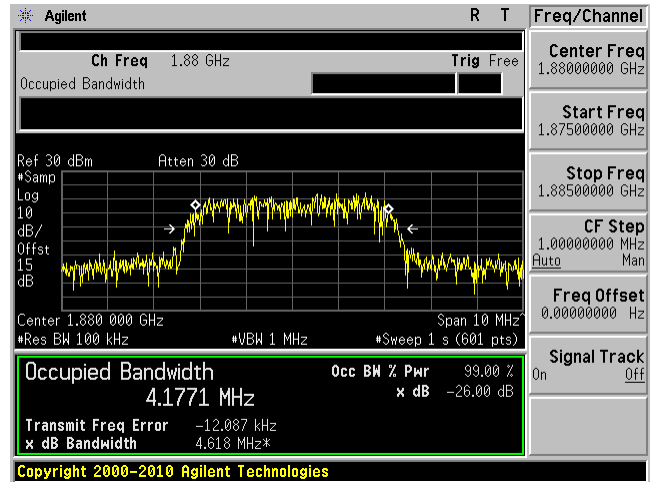 Agilent R T Freq/Channel
Ch Freq 1.88 GHz Trig Free
Occupied Bandwidth
Center Freq
1.88000000 GHz
Start Freq
1.87500000 GHz
Stop Freq
1.88500000 GHz
CF Step
1.00000000 MHz
Auto Man
Freq Offset
0.00000000 Hz
Signal Track
On Off
Ref 30 dBm Atten 30 dB
#Samp
Log
10
dB/
Offst
15
dB
Center 1.880 000 GHz Span 10 MHz^
#Res BW 100 kHz #VBW 1 MHz #Sweep 1 s (601 pts)
Occupied Bandwidth Occ BW % Pwr 99.00 %
4.1771 MHz x dB -26.00 dB
Transmit Freq Error -12.087 kHz
x dB Bandwidth 4.618 MHz*
Copyright 2000-2010 Agilent Technologies